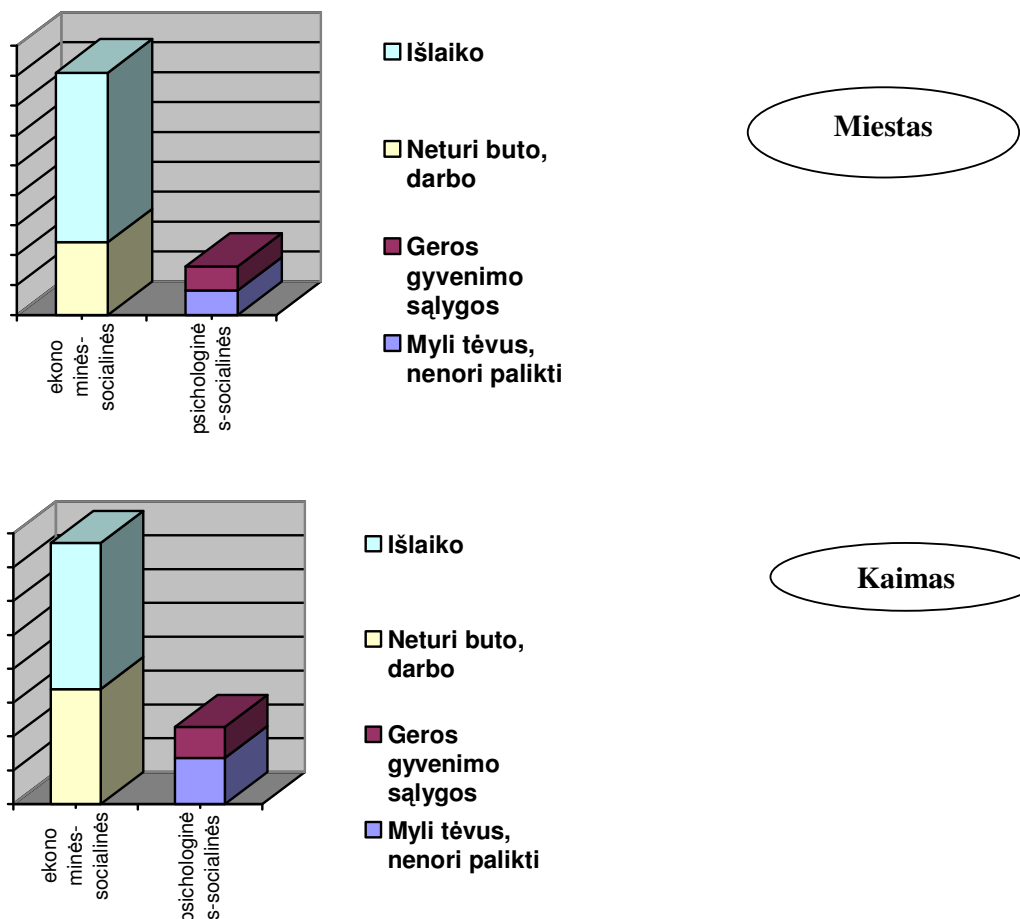 Išlaiko
Neturi buto,
darbo
Geros
gyvenimo
sąlygos
Myli tėvus,
nenori palikti
Miestas
ekono
minės-
socialinės
psichologinė
s-socialinės
Išlaiko
Neturi buto,
darbo
Geros
gyvenimo
sąlygos
Myli tėvus,
nenori palikti
Kaimas
ekono
minės-
socialinės
psichologinė
s-socialinės